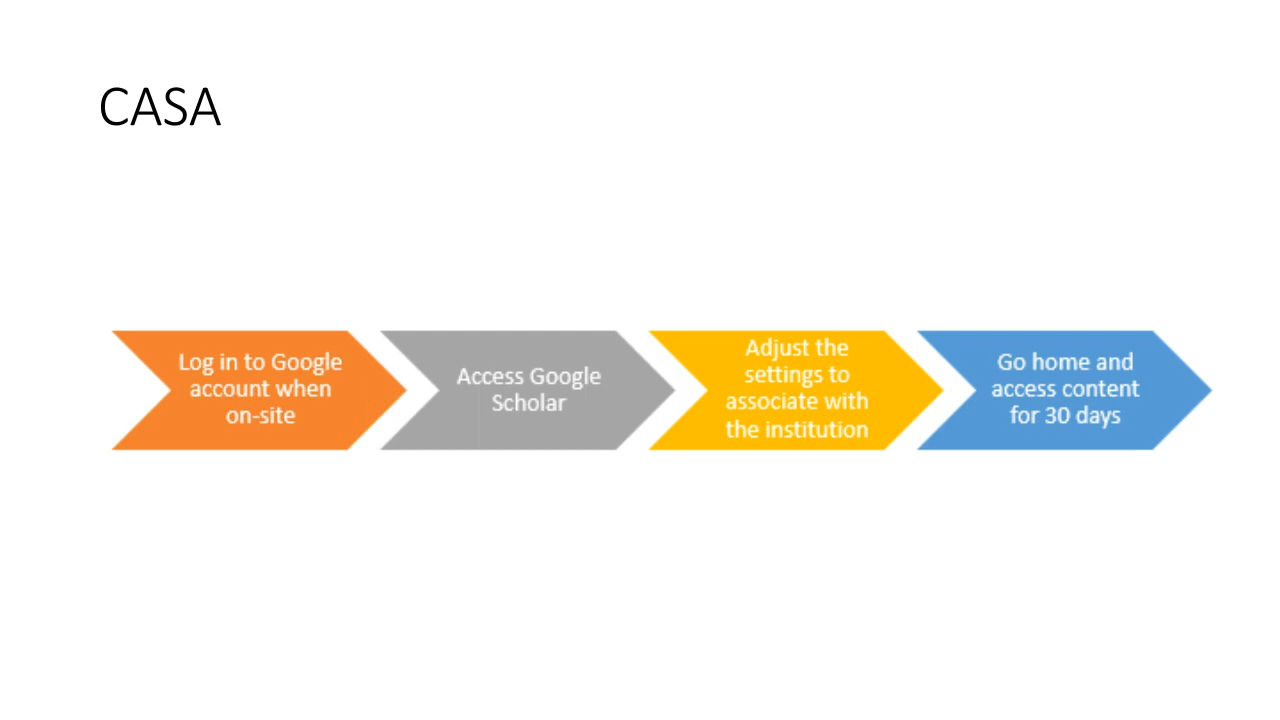 CASA
Log in to Google
account when
on-site
Access Google
Scholar
Adjust the
settings to
associate with
the institution
Go home and
access content
for 30 days